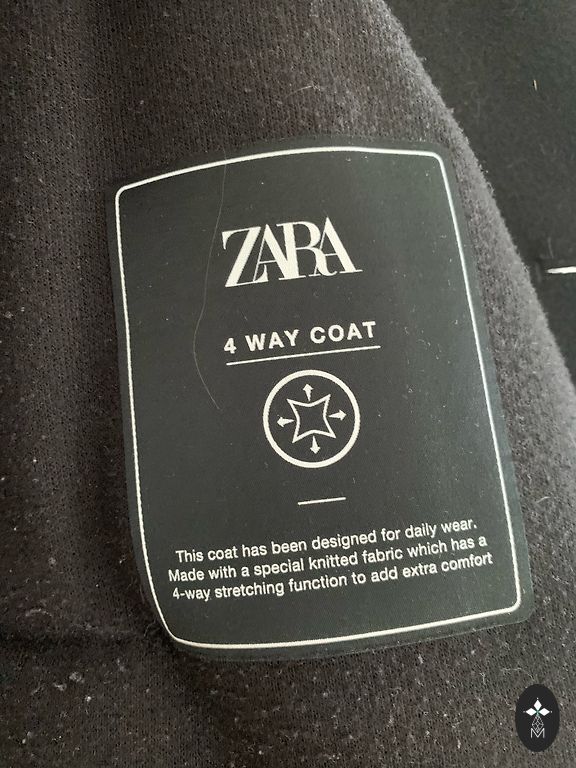 ZARA
4 WAY COAT
This coat has been designed for daily wear.
Made with a special knitted fabric which has a
4-way stretching function to add extra comfort
M